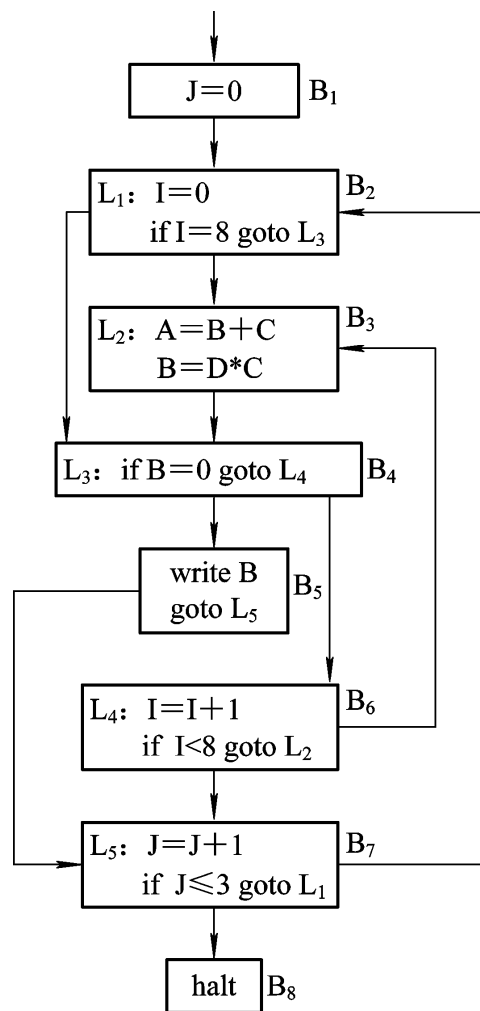 J=0 B₁
L₁：I=0 B₂
if I=8 goto L₃
L₂：A=B+C B₃
B=D*C
L₃：if B=0 goto L₄ B₄
write B B₅
goto L₅
L₄：I=I+1 B₆
if I<8 goto L₂
L₅：J=J+1 B₇
if J≤3 goto L₁
halt B₈